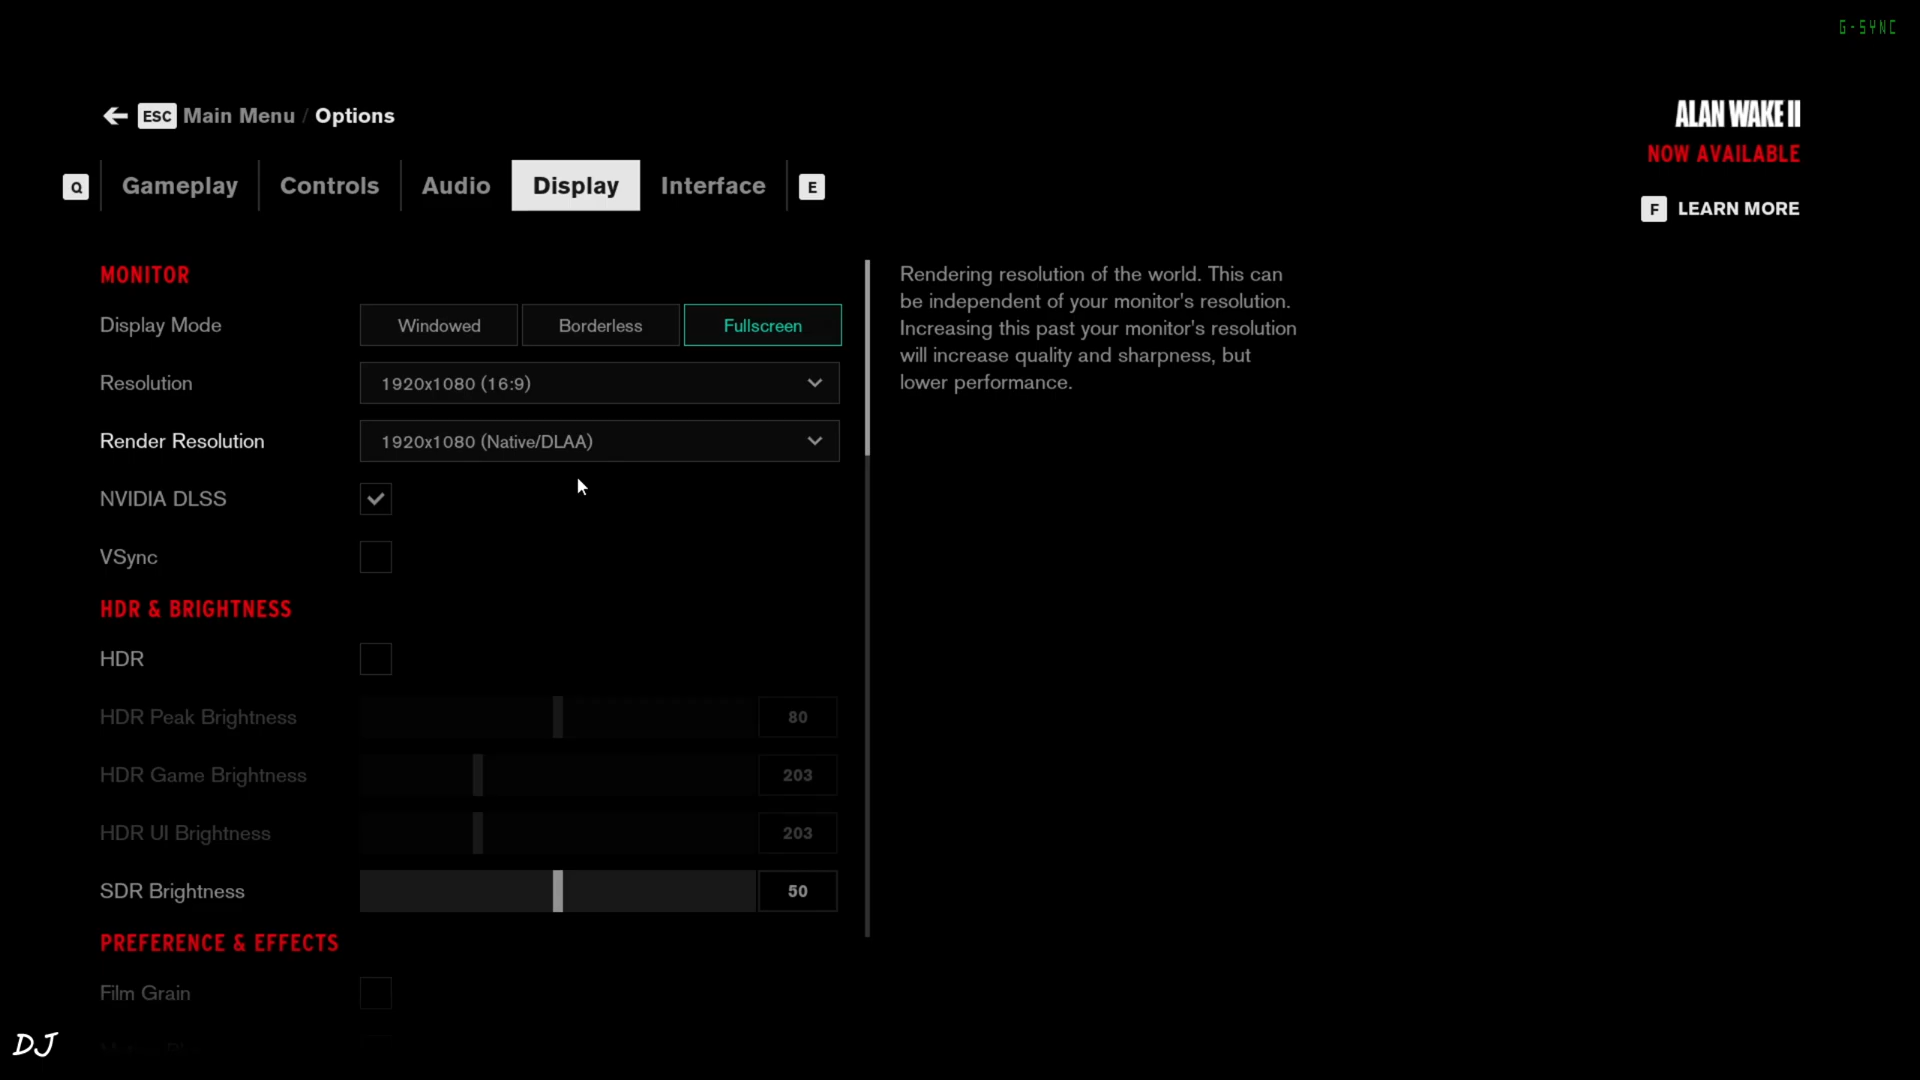 G-SYNC
ESC Main Menu / Options
ALAN WAKE II
NOW AVAILABLE
Q Gameplay Controls Audio Display Interface E
F LEARN MORE
MONITOR
Display Mode Windowed Borderless Fullscreen
Resolution 1920x1080 (16:9)
Render Resolution 1920x1080 (Native/DLAA)
NVIDIA DLSS
VSync
HDR & BRIGHTNESS
HDR
HDR Peak Brightness 80
HDR Game Brightness 203
HDR UI Brightness 203
SDR Brightness 50
PREFERENCE & EFFECTS
Film Grain
Rendering resolution of the world. This can
be independent of your monitor's resolution.
Increasing this past your monitor's resolution
will increase quality and sharpness, but
lower performance.
DJ